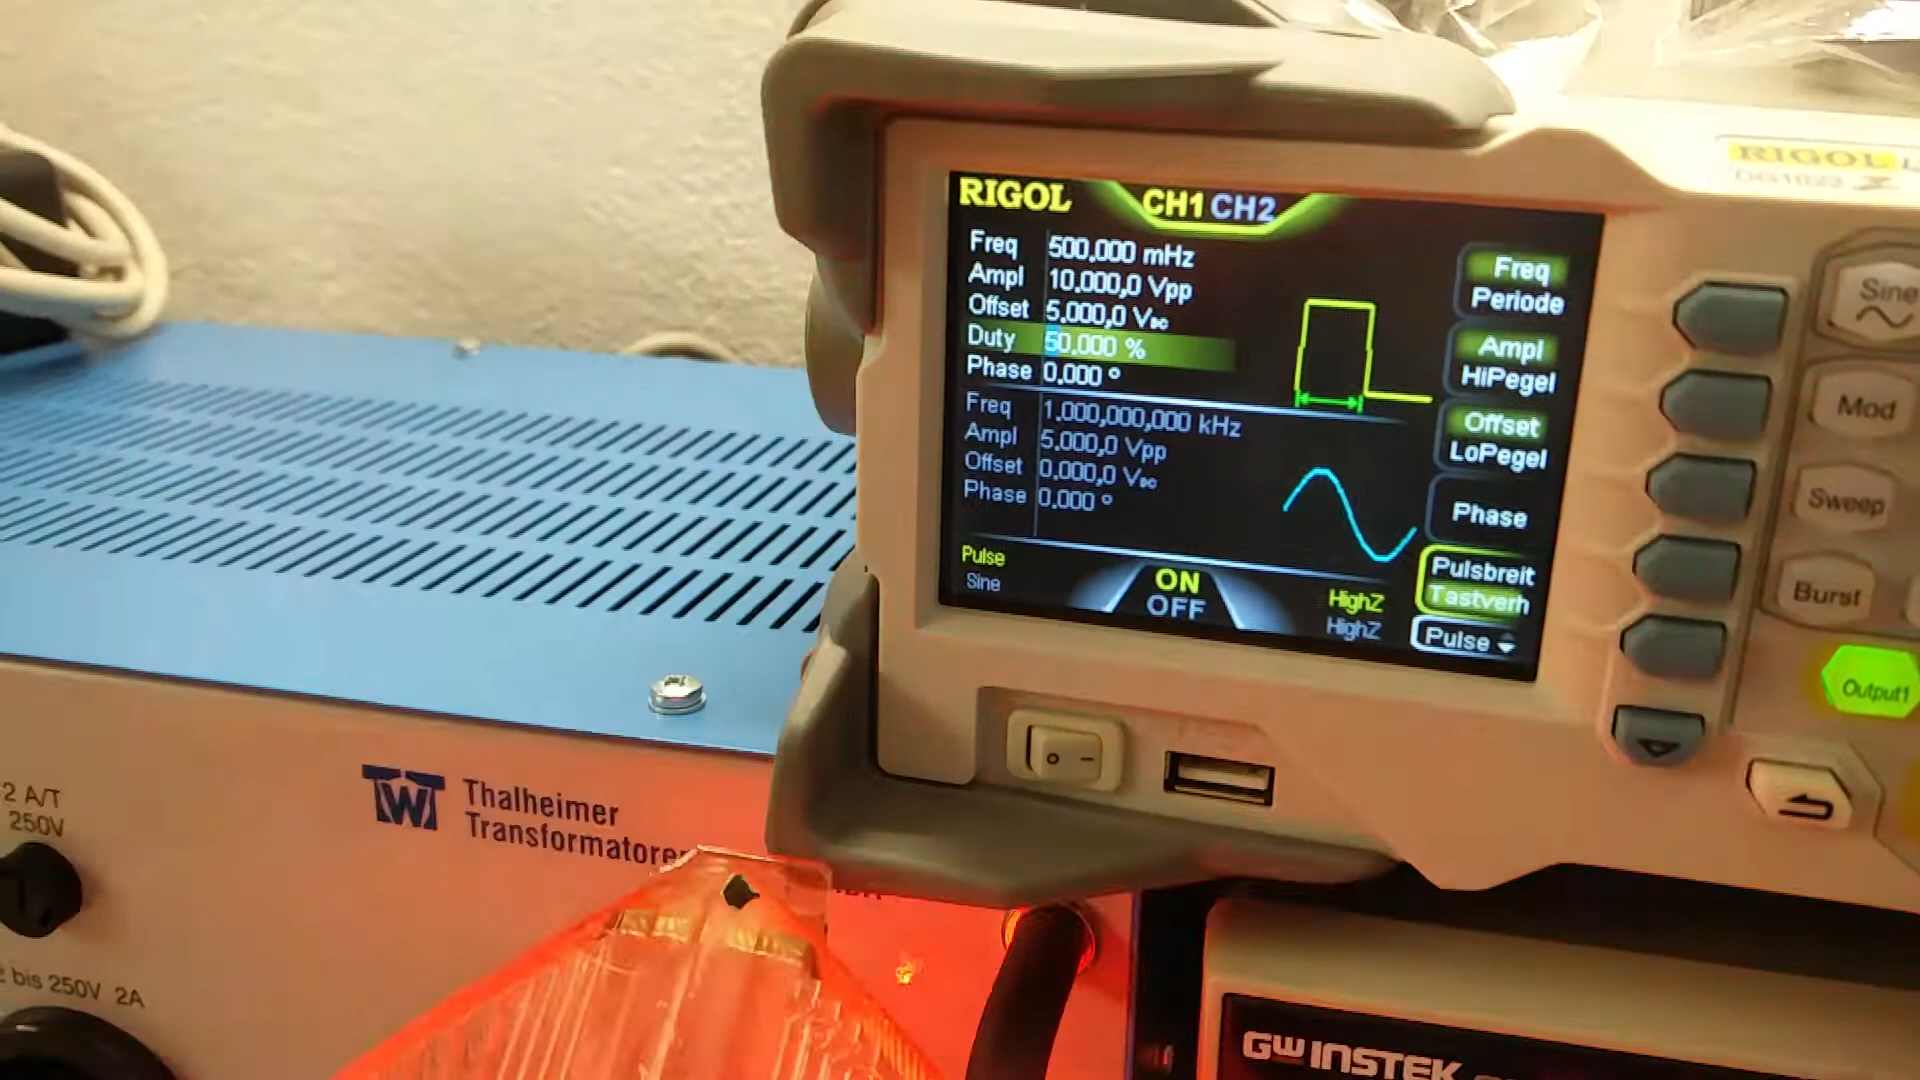 RIGOL
DG1022 Z
RIGOL CH1 CH2
Freq 500.000 mHz
Ampl 10.000,0 Vpp
Offset 5.000,0 VDC
Duty 50.000 %
Phase 0.000 °
Freq 1.000,000,000 kHz
Ampl 5.000,0 Vpp
Offset 0.000,0 VDC
Phase 0.000 °
Pulse
Sine
ON
OFF
HighZ
HighZ
Freq
Periode
Ampl
HiPegel
Offset
LoPegel
Phase
Pulsbreit
Tastverh
Pulse
Sine
Mod
Sweep
Burst
Output1
2 A/T
250V
TWT
Thalheimer
Transformatoren
bis 250V 2A
GW INSTEK